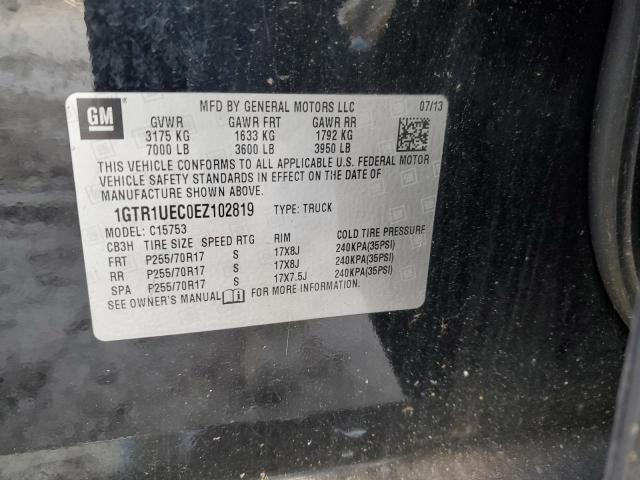 GM
MFD BY GENERAL MOTORS LLC 07/13
GVWR GAWR FRT GAWR RR
3175 KG 1633 KG 1792 KG
7000 LB 3600 LB 3950 LB
THIS VEHICLE CONFORMS TO ALL APPLICABLE U.S. FEDERAL MOTOR
VEHICLE SAFETY STANDARDS IN EFFECT ON THE DATE OF
MANUFACTURE SHOWN ABOVE.
1GTR1UEC0EZ102819 TYPE: TRUCK
MODEL: C15753
CB3H TIRE SIZE SPEED RTG RIM COLD TIRE PRESSURE
FRT P255/70R17 S 17X8J 240KPA(35PSI)
RR P255/70R17 S 17X8J 240KPA(35PSI)
SPA P255/70R17 S 17X7.5J 240KPA(35PSI)
SEE OWNER'S MANUAL FOR MORE INFORMATION.